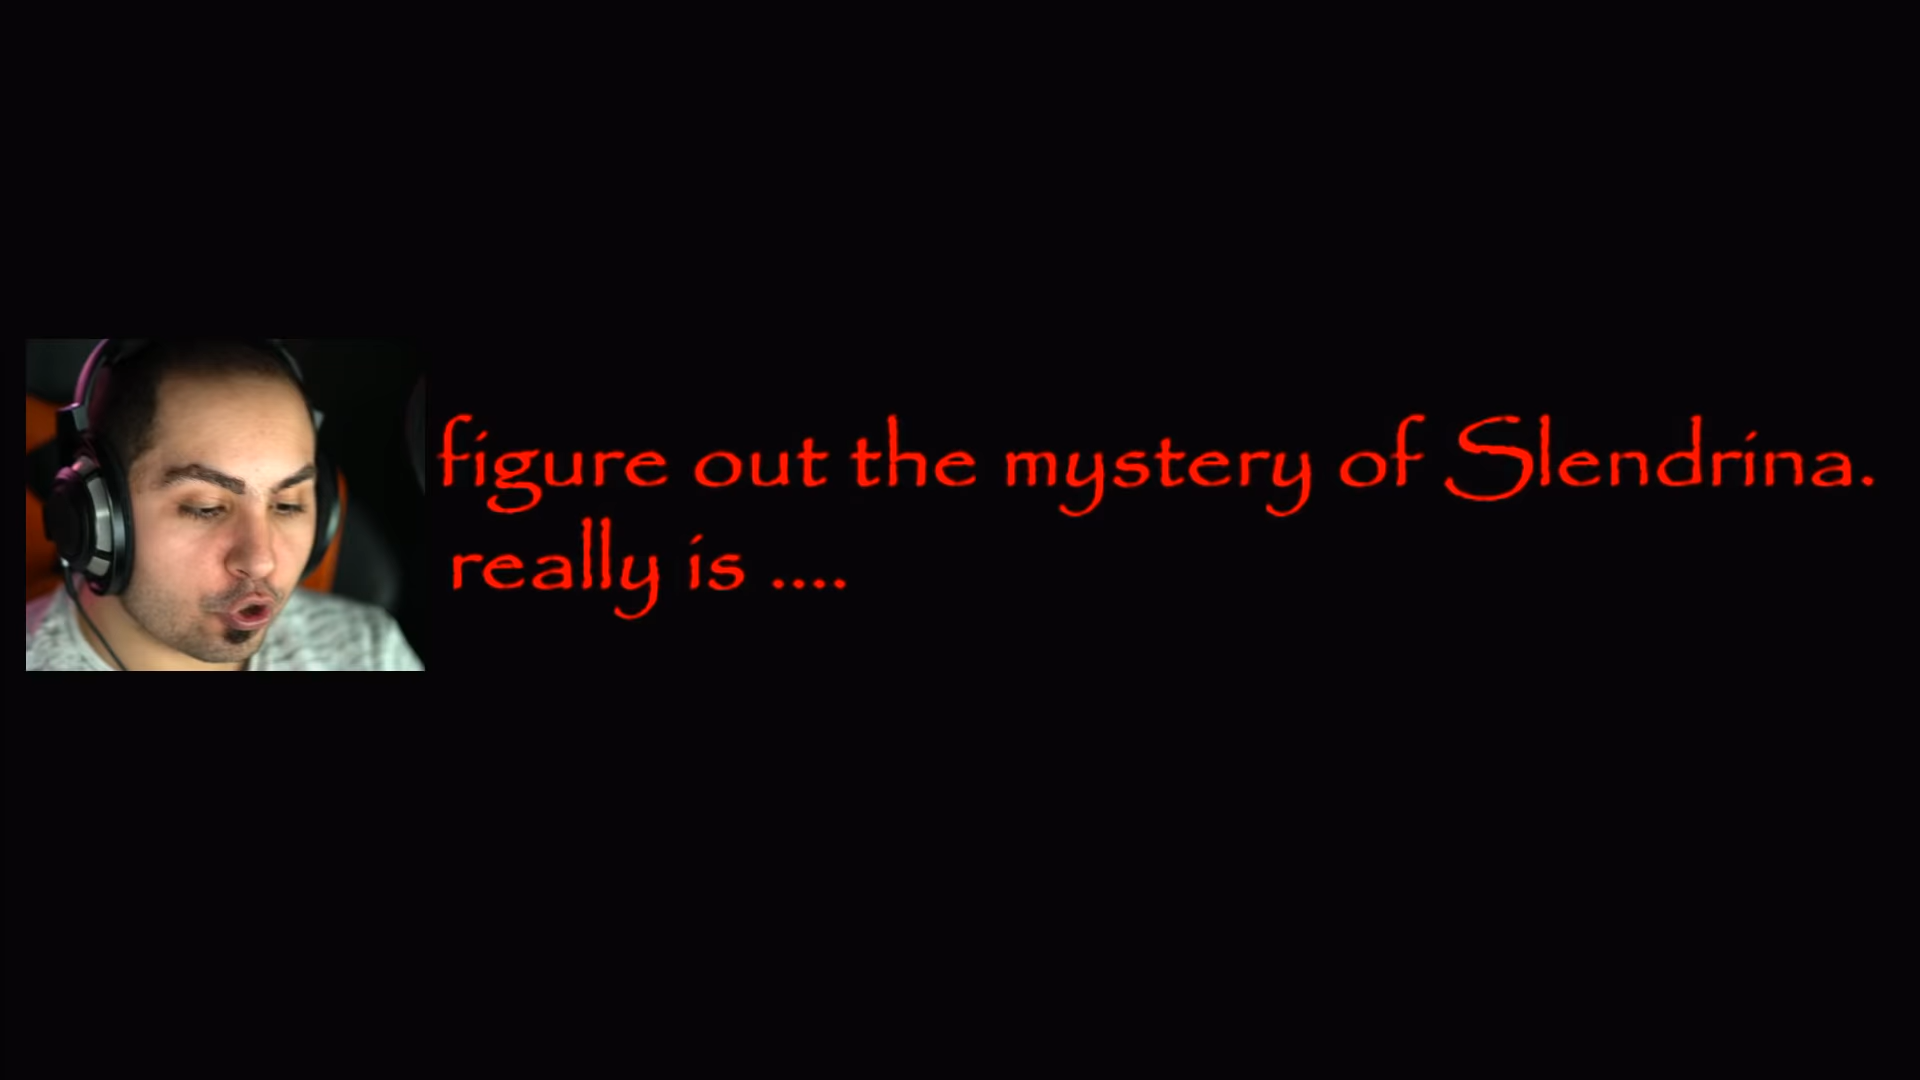 figure out the mystery of Slendrina.
really is ....